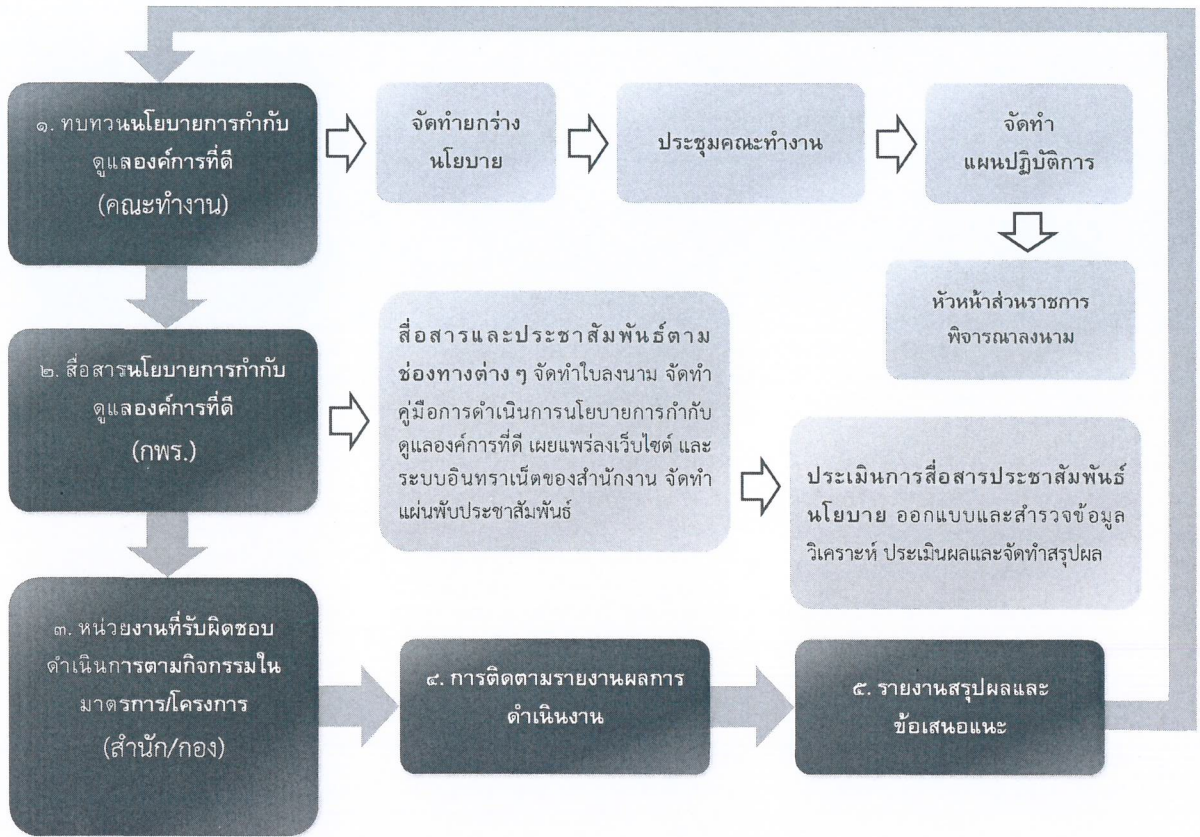 ๑. ทบทวนนโยบายการกำกับ
ดูแลองค์การที่ดี
(คณะทำงาน)
จัดทำยกร่าง
นโยบาย
ประชุมคณะทำงาน
จัดทำ
แผนปฏิบัติการ
หัวหน้าส่วนราชการ
พิจารณาลงนาม
๒. สื่อสารนโยบายการกำกับ
ดูแลองค์การที่ดี
(กพร.)
สื่อสารและประชาสัมพันธ์ตาม
ช่องทางต่าง ๆ จัดทำใบลงนาม จัดทำ
คู่มือการดำเนินการนโยบายการกำกับ
ดูแลองค์การที่ดี เผยแพร่ลงเว็บไซต์ และ
ระบบอินทราเน็ตของสำนักงาน จัดทำ
แผ่นพับประชาสัมพันธ์
ประเมินการสื่อสารประชาสัมพันธ์
นโยบาย ออกแบบและสำรวจข้อมูล
วิเคราะห์ ประเมินผลและจัดทำสรุปผล
๓. หน่วยงานที่รับผิดชอบ
ดำเนินการตามกิจกรรมใน
มาตรการ/โครงการ
(สำนัก/กอง)
๔. การติดตามรายงานผลการ
ดำเนินงาน
๕. รายงานสรุปผลและ
ข้อเสนอแนะ